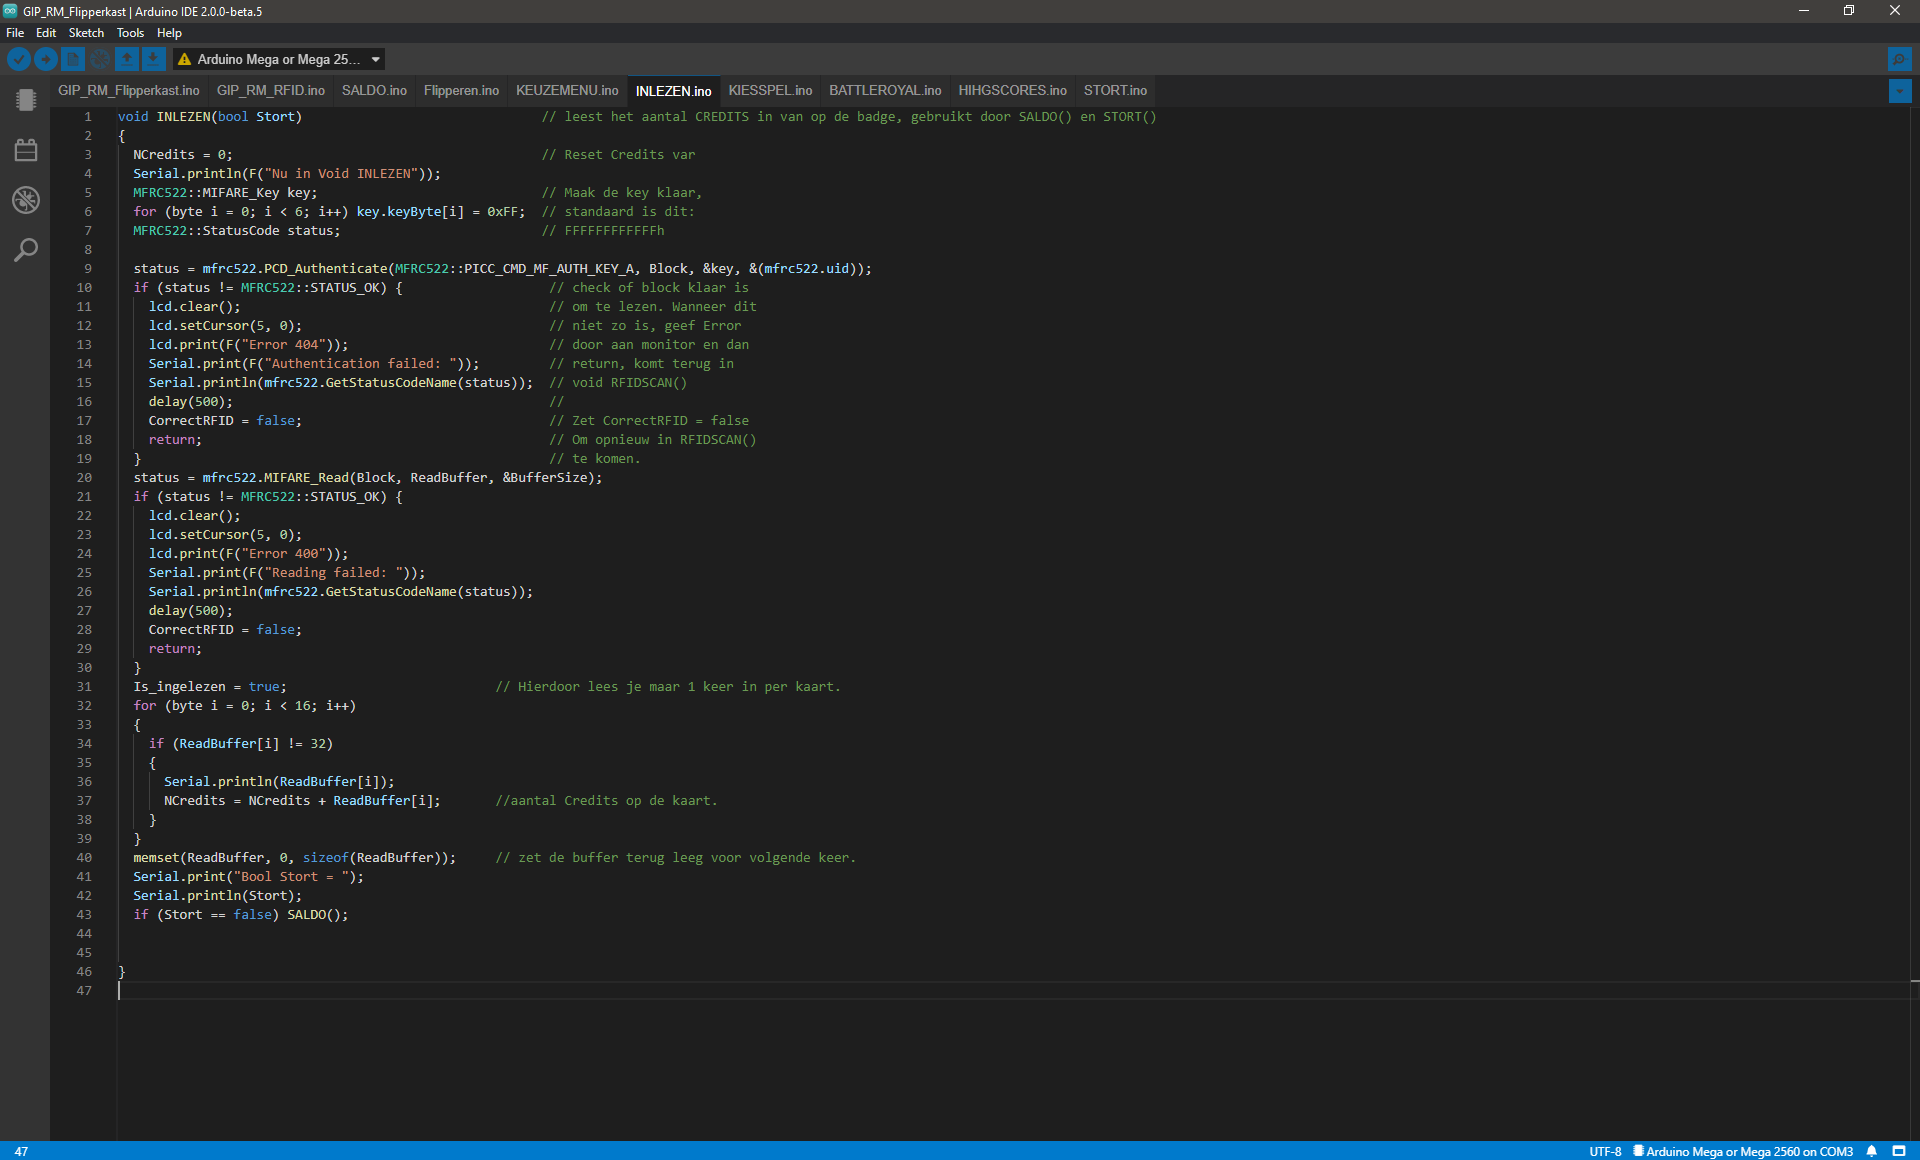 GIP_RM_Flipperkast | Arduino IDE 2.0.0-beta.5
File Edit Sketch Tools Help
Arduino Mega or Mega 25...
GIP_RM_Flipperkast.ino GIP_RM_RFID.ino SALDO.ino Flipperen.ino KEUZEMENU.ino INLEZEN.ino KIESSPEL.ino BATTLEROYAL.ino HIHGSCORES.ino STORT.ino
1 void INLEZEN(bool Stort) // leest het aantal CREDITS in van op de badge, gebruikt door SALDO() en STORT()
2 {
3 NCredits = 0; // Reset Credits var
4 Serial.println(F("Nu in Void INLEZEN"));
5 MFRC522::MIFARE_Key key; // Maak de key klaar,
6 for (byte i = 0; i < 6; i++) key.keyByte[i] = 0xFF; // standaard is dit:
7 MFRC522::StatusCode status; // FFFFFFFFFFFFh
8
9 status = mfrc522.PCD_Authenticate(MFRC522::PICC_CMD_MF_AUTH_KEY_A, Block, &key, &(mfrc522.uid));
10 if (status != MFRC522::STATUS_OK) { // check of block klaar is
11 lcd.clear(); // om te lezen. Wanneer dit
12 lcd.setCursor(5, 0); // niet zo is, geef Error
13 lcd.print(F("Error 404")); // door aan monitor en dan
14 Serial.print(F("Authentication failed: ")); // return, komt terug in
15 Serial.println(mfrc522.GetStatusCodeName(status)); // void RFIDSCAN()
16 delay(500); //
17 CorrectRFID = false; // Zet CorrectRFID = false
18 return; // Om opnieuw in RFIDSCAN()
19 } // te komen.
20 status = mfrc522.MIFARE_Read(Block, ReadBuffer, &BufferSize);
21 if (status != MFRC522::STATUS_OK) {
22 lcd.clear();
23 lcd.setCursor(5, 0);
24 lcd.print(F("Error 400"));
25 Serial.print(F("Reading failed: "));
26 Serial.println(mfrc522.GetStatusCodeName(status));
27 delay(500);
28 CorrectRFID = false;
29 return;
30 }
31 Is_ingelezen = true; // Hierdoor lees je maar 1 keer in per kaart.
32 for (byte i = 0; i < 16; i++)
33 {
34 if (ReadBuffer[i] != 32)
35 {
36 Serial.println(ReadBuffer[i]);
37 NCredits = NCredits + ReadBuffer[i]; //aantal Credits op de kaart.
38 }
39 }
40 memset(ReadBuffer, 0, sizeof(ReadBuffer)); // zet de buffer terug leeg voor volgende keer.
41 Serial.print("Bool Stort = ");
42 Serial.println(Stort);
43 if (Stort == false) SALDO();
44
45
46 }
47
47 UTF-8 Arduino Mega or Mega 2560 on COM3